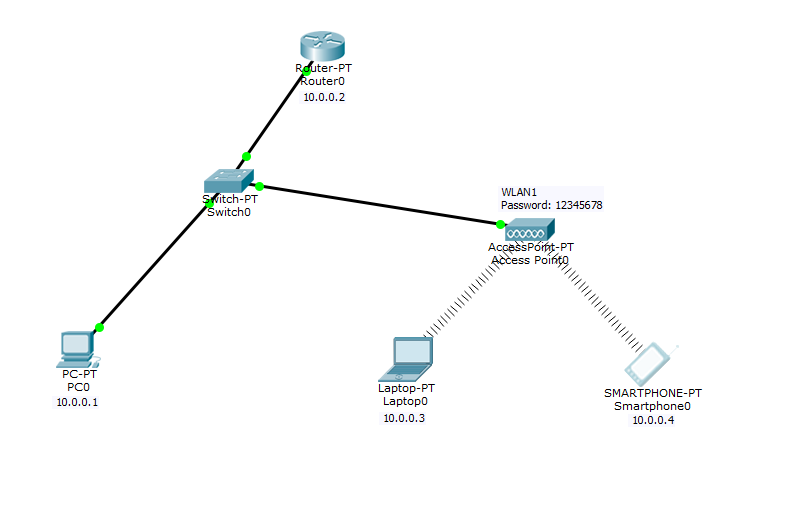 Router-PT
Router0
10.0.0.2
Switch-PT
Switch0
WLAN1
Password: 12345678
AccessPoint-PT
Access Point0
PC-PT
PC0
10.0.0.1
Laptop-PT
Laptop0
10.0.0.3
SMARTPHONE-PT
Smartphone0
10.0.0.4